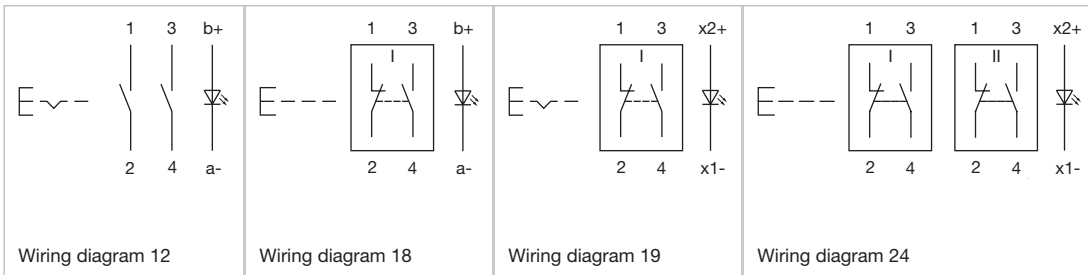 1 3 b+
2 4 a-
Wiring diagram 12
1 3 b+
I
2 4 a-
Wiring diagram 18
1 3 x2+
I
2 4 x1-
Wiring diagram 19
1 3 1 3 x2+
I II
2 4 2 4 x1-
Wiring diagram 24